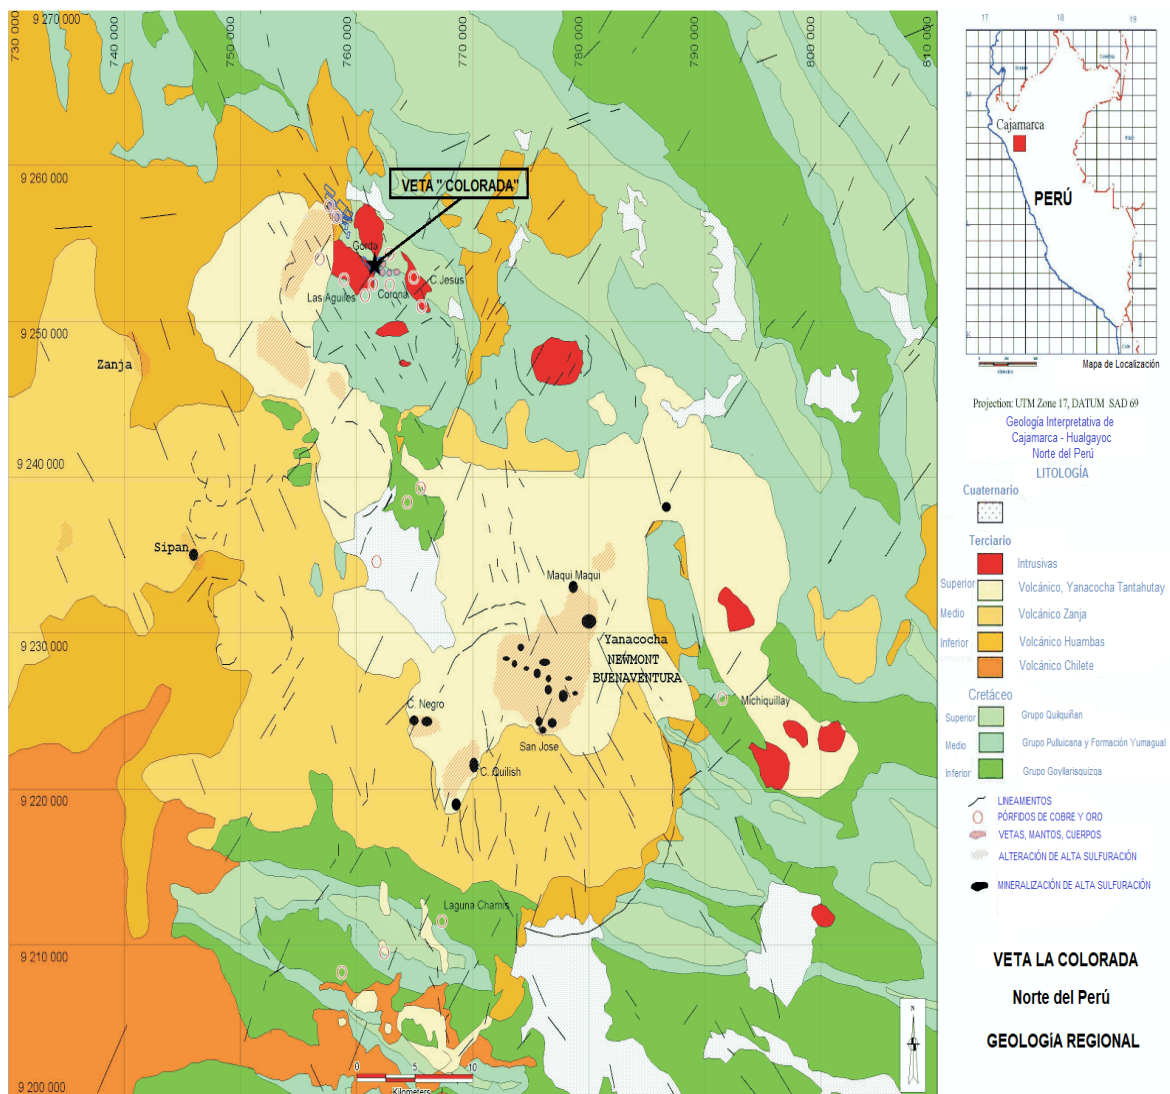 9 270 000
730 000
740 000
750 000
760 000
770 000
780 000
790 000
800 000
810 000
9 260 000
9 250 000
9 240 000
9 230 000
9 220 000
9 210 000
9 200 000
VETA " COLORADA"
Gorda
C.Jesus
Las Aguiles
Corona
Zanja
Sipan
Maqui Maqui
Yanacocha
NEWMONT
BUENAVENTURA
C. Negro
San Jose
C. Quilish
Michiquillay
Laguna Chamis
0 5 10
Kilometers
N
17 18 19
M
L
K
Cajamarca
PERÚ
Mapa de Localización
Projection: UTM Zone 17, DATUM SAD 69
Geología Interpretativa de
Cajamarca - Hualgayoc
Norte del Perú
LITOLOGÍA
Cuaternario
Terciario
Intrusivas
Superior Volcánico, Yanacocha Tantahutay
Medio Volcánico Zanja
Inferior Volcánico Huambas
Volcánico Chilete
Cretáceo
Superior Grupo Quilquiñan
Medio Grupo Pulluicana y Formación Yumagual
Inferior Grupo Goyllarisquizga
LINEAMIENTOS
PÓRFIDOS DE COBRE Y ORO
VETAS, MANTOS, CUERPOS
ALTERACIÓN DE ALTA SULFURACIÓN
MINERALIZACIÓN DE ALTA SULFURACIÓN
VETA LA COLORADA
Norte del Perú
GEOLOGÍA REGIONAL